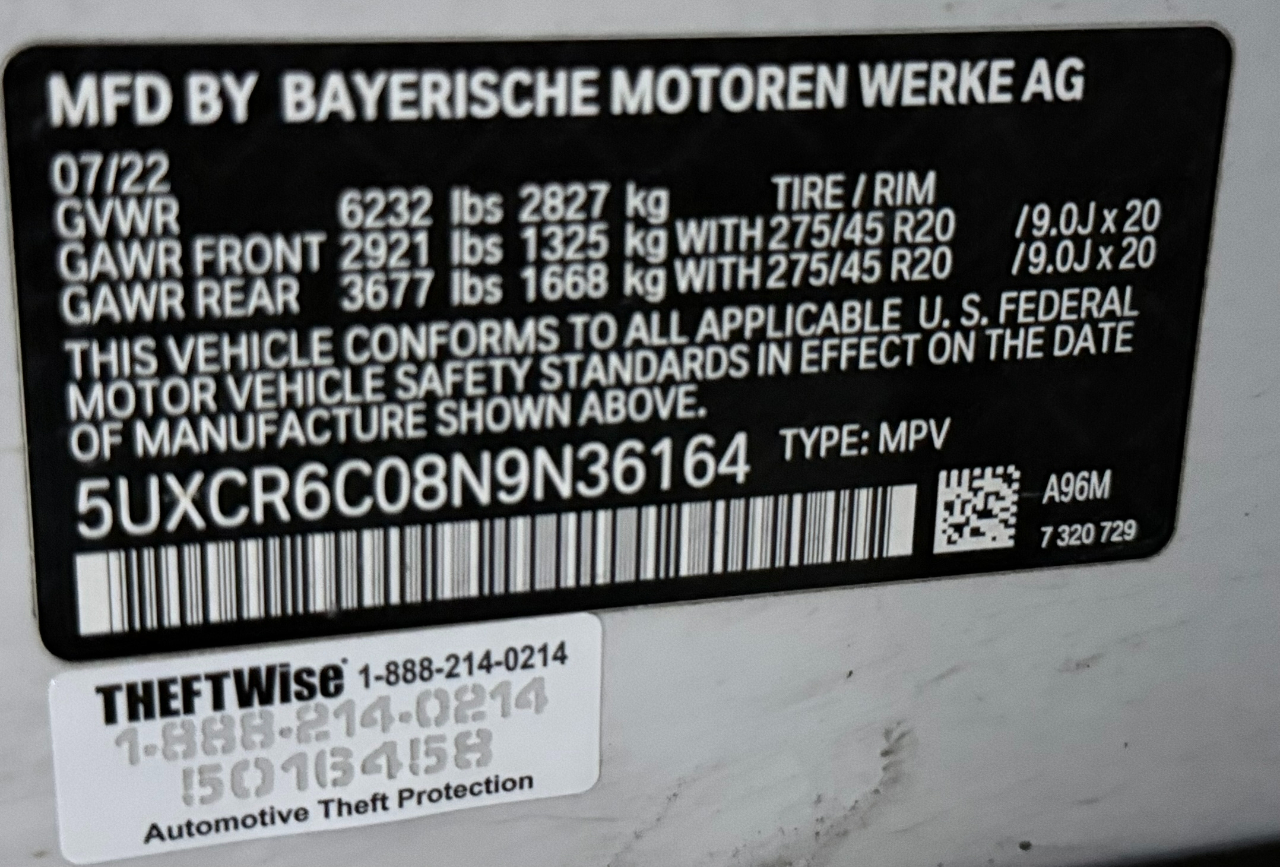 MFD BY BAYERISCHE MOTOREN WERKE AG
07/22 TIRE / RIM
GVWR 6232 lbs 2827 kg
GAWR FRONT 2921 lbs 1325 kg WITH 275/45 R20 /9.0J x 20
GAWR REAR 3677 lbs 1668 kg WITH 275/45 R20 /9.0J x 20
THIS VEHICLE CONFORMS TO ALL APPLICABLE U. S. FEDERAL
MOTOR VEHICLE SAFETY STANDARDS IN EFFECT ON THE DATE
OF MANUFACTURE SHOWN ABOVE.
5UXCR6C08N9N36164 TYPE: MPV
A96M
7 320 729
THEFTWise 1-888-214-0214
1-888-214-0214
Automotive Theft Protection